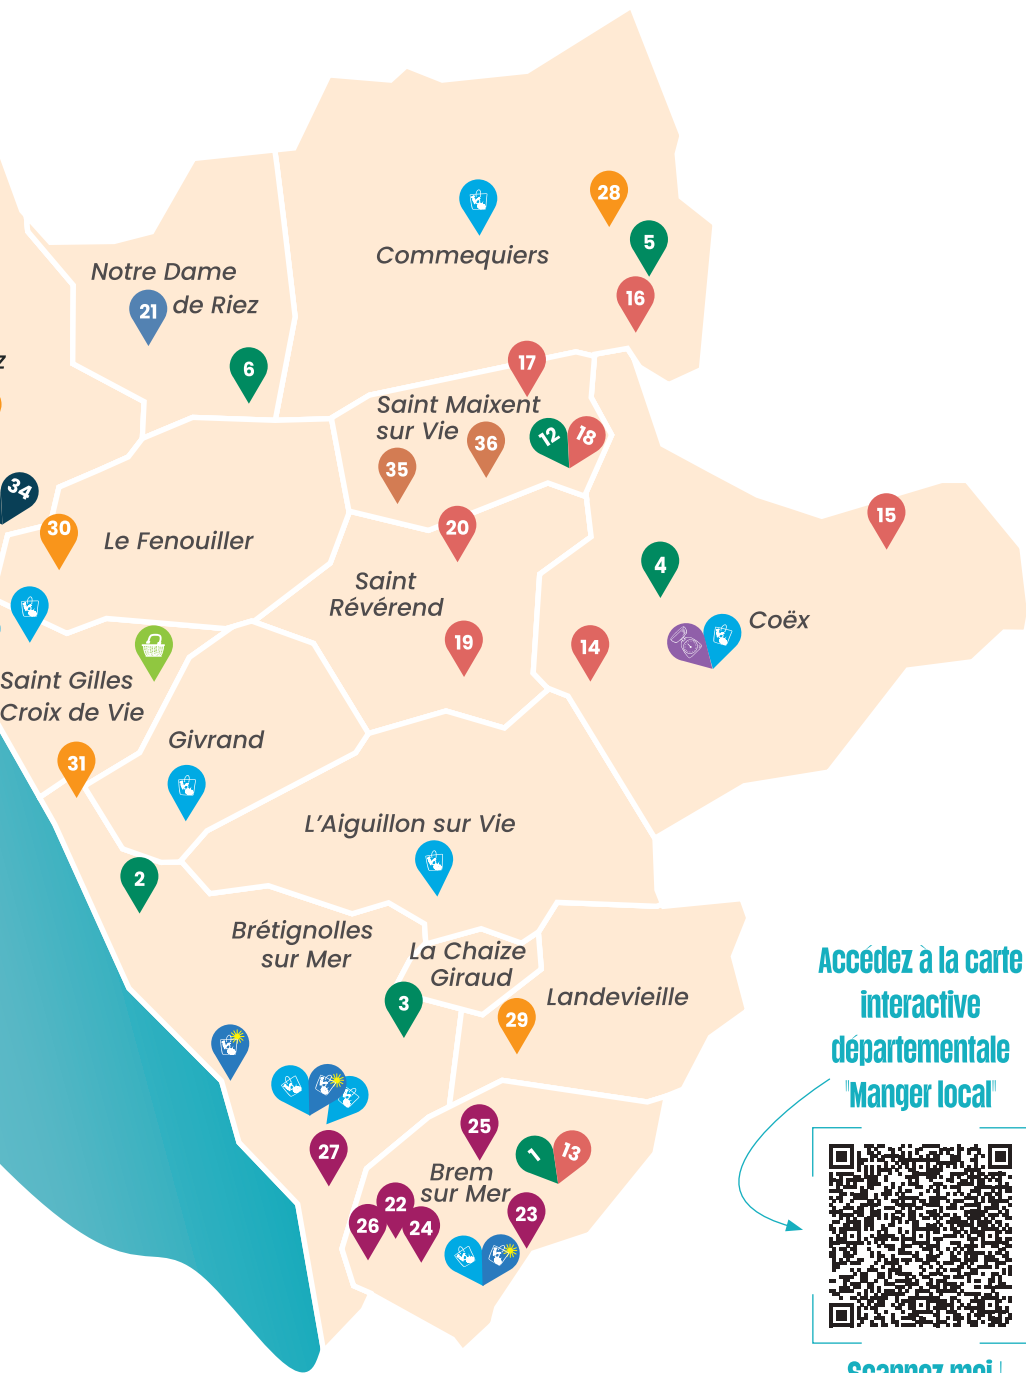 28
Commequiers
5
Notre Dame
de Riez
21
16
6
17
z
Saint Maixent
sur Vie
36
12
18
35
34
15
30
20
Le Fenouiller
4
Saint
Révérend
Coëx
19
14
Saint Gilles
Croix de Vie
Givrand
31
L'Aiguillon sur Vie
2
Brétignolles
sur Mer
La Chaize
Giraud
Landevieille
3
29
Accédez à la carte
interactive
départementale
"Manger local"
25
27
1
13
Brem
sur Mer
22
26
24
23
Scannez moi !